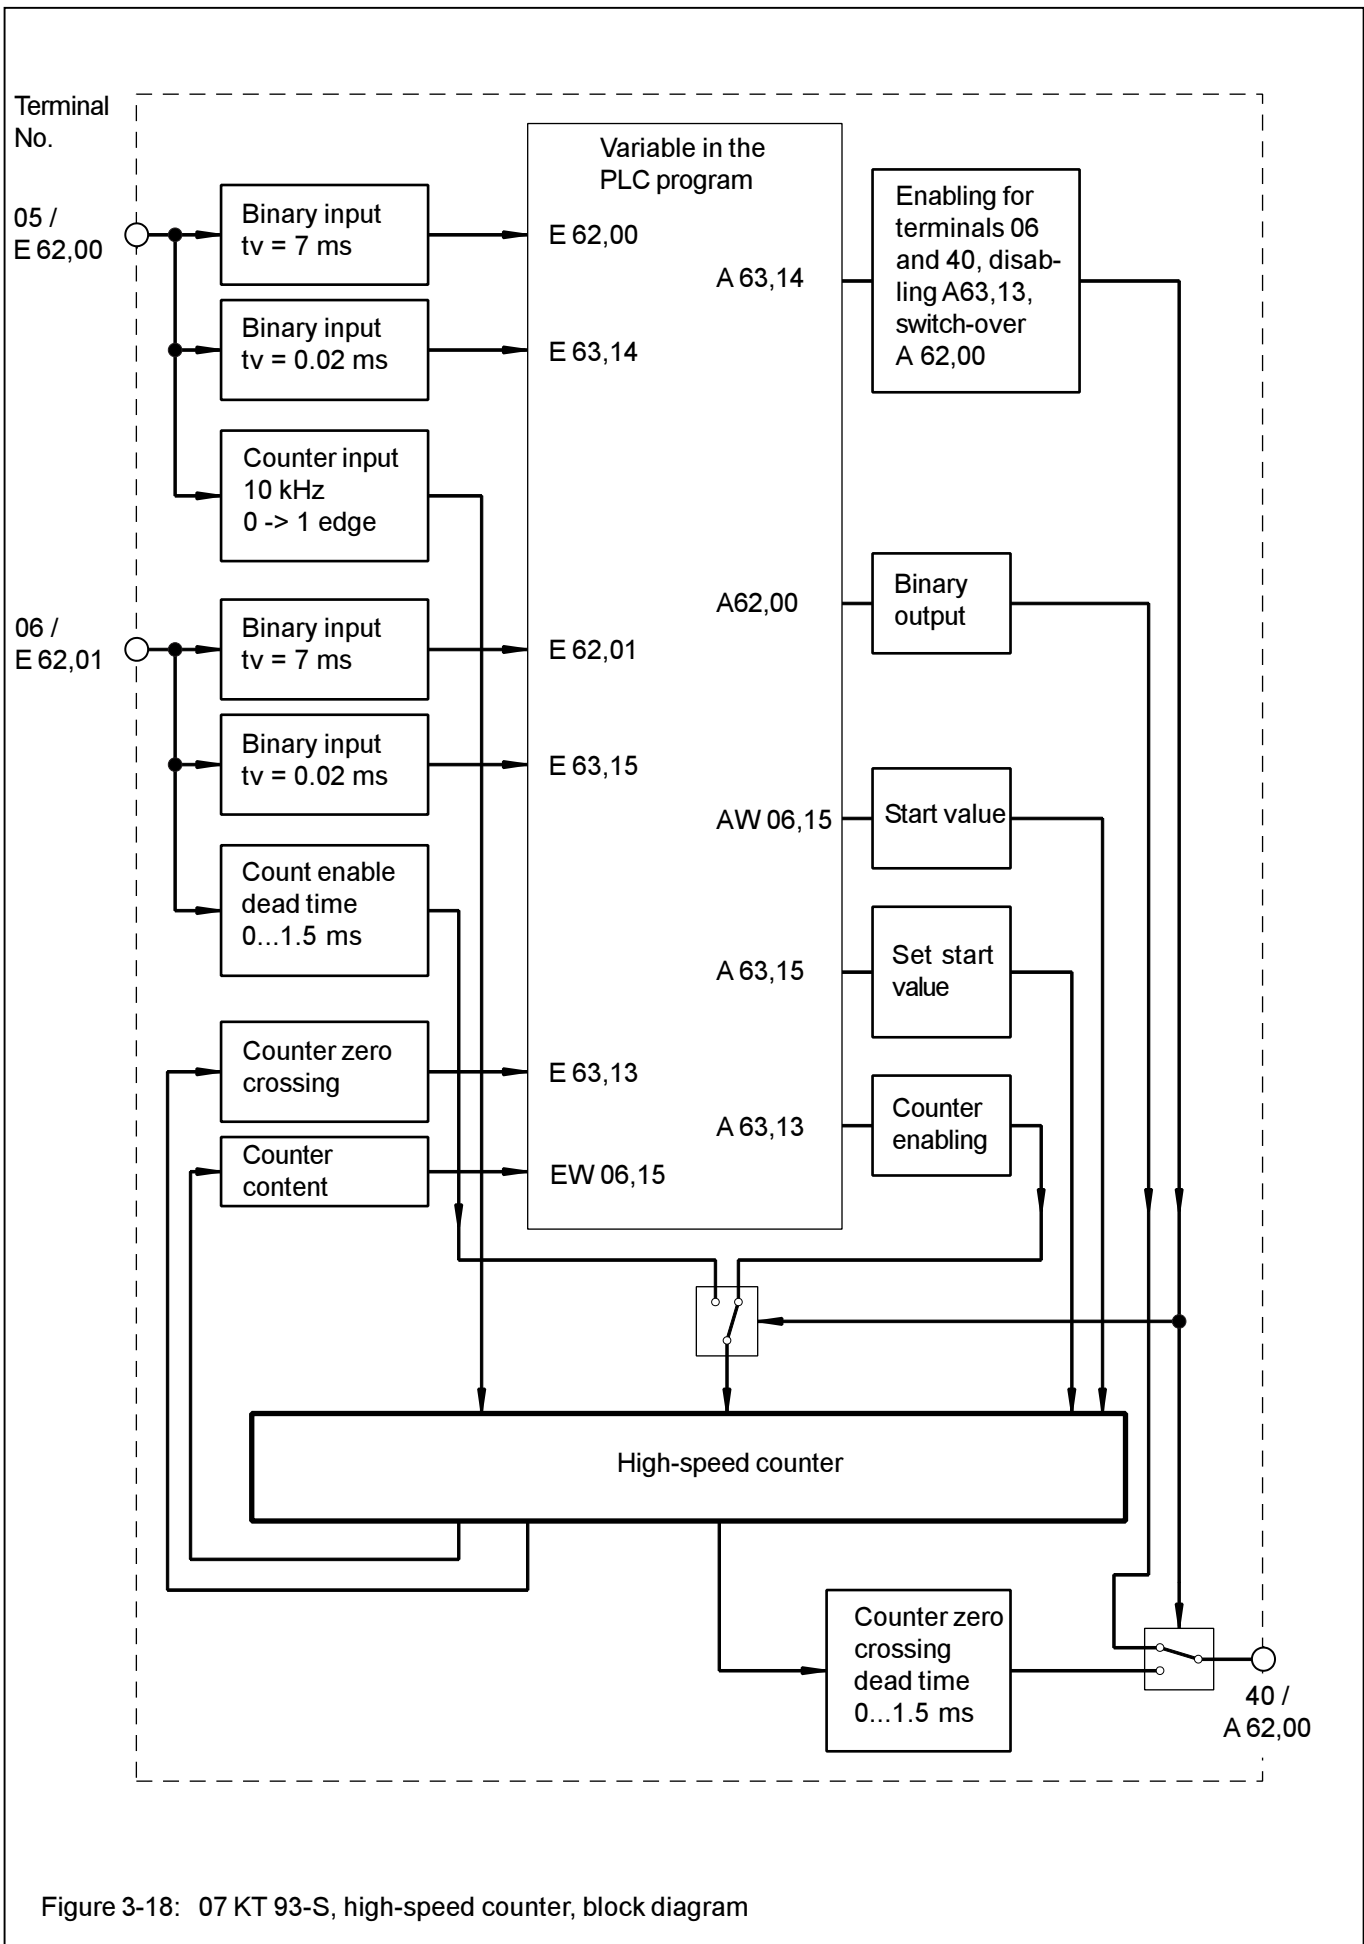 Terminal
No.
05 /
E 62,00
Binary input
tv = 7 ms
Binary input
tv = 0.02 ms
Counter input
10 kHz
0 -> 1 edge
06 /
E 62,01
Binary input
tv = 7 ms
Binary input
tv = 0.02 ms
Count enable
dead time
0...1.5 ms
Counter zero
crossing
Counter
content
Variable in the
PLC program
E 62,00
A 63,14
E 63,14
A62,00
E 62,01
E 63,15
AW 06,15
A 63,15
E 63,13
A 63,13
EW 06,15
Enabling for
terminals 06
and 40, disab-
ling A63,13,
switch-over
A 62,00
Binary
output
Start value
Set start
value
Counter
enabling
High-speed counter
Counter zero
crossing
dead time
0...1.5 ms
40 /
A 62,00
Figure 3-18: 07 KT 93-S, high-speed counter, block diagram